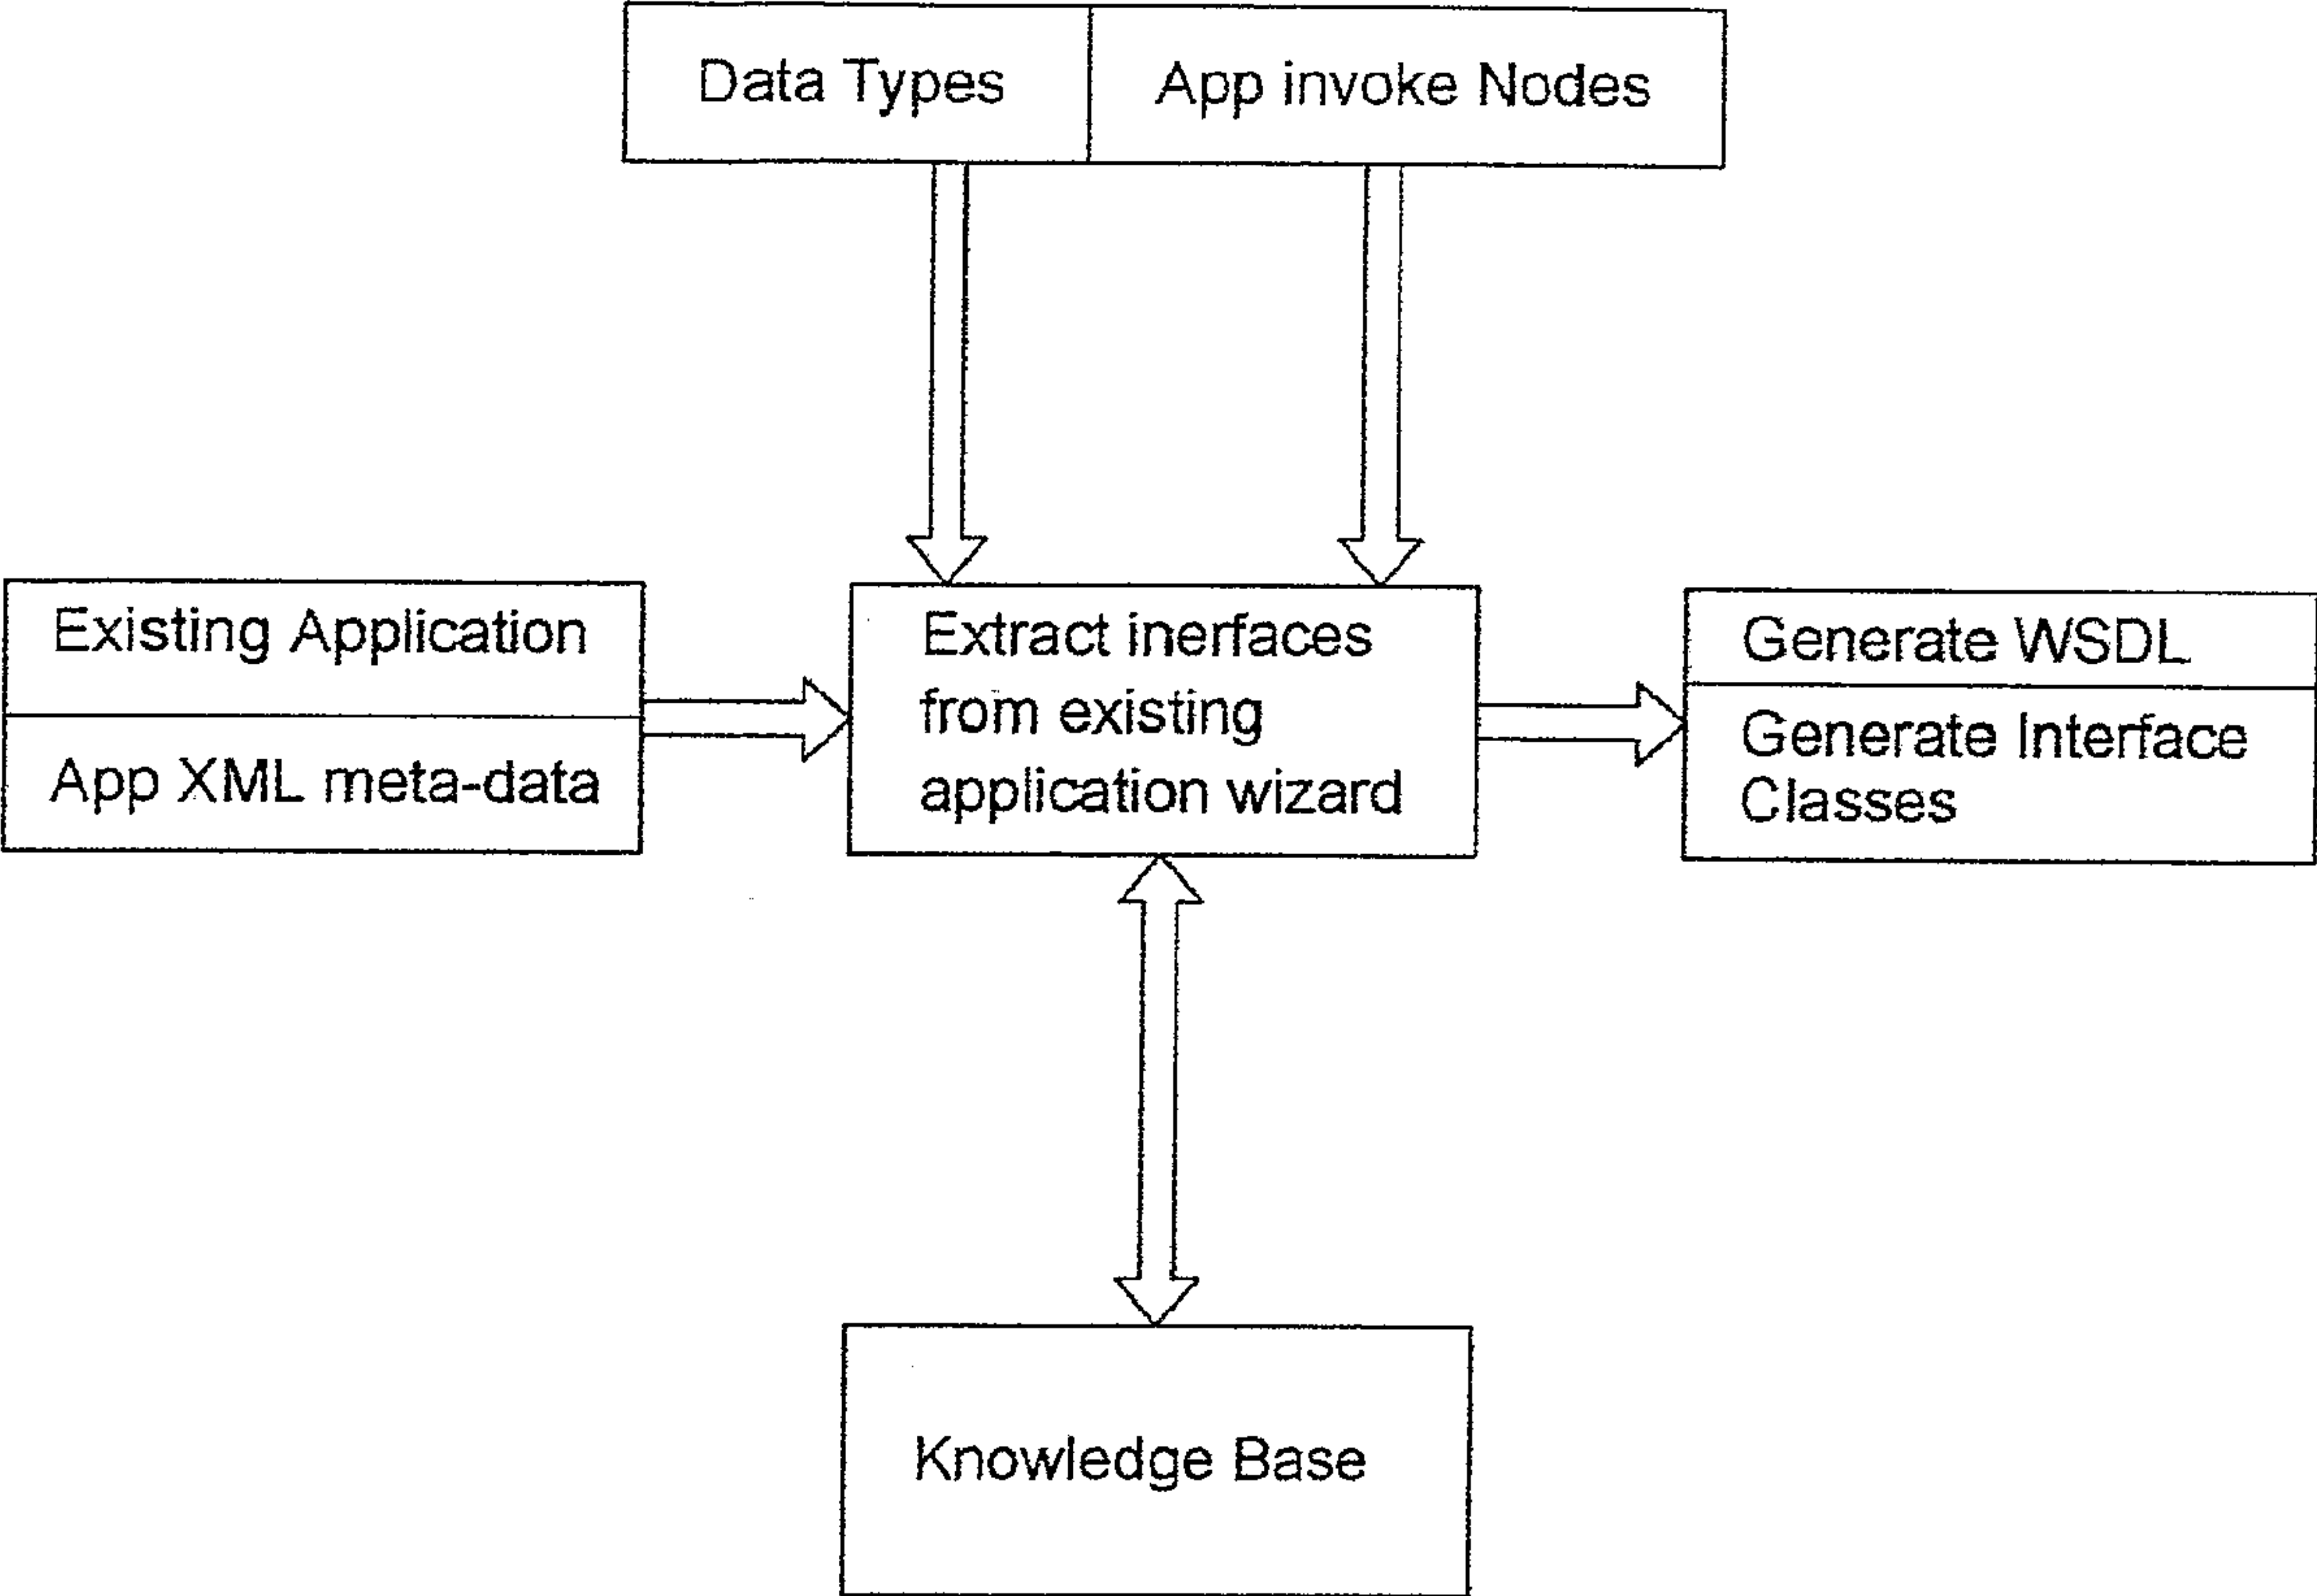 Data Types
App invoke Nodes
Existing Application
App XML meta-data
Extract inerfaces
from existing
application wizard
Generate WSDL
Generate Interface
Classes
Knowledge Base